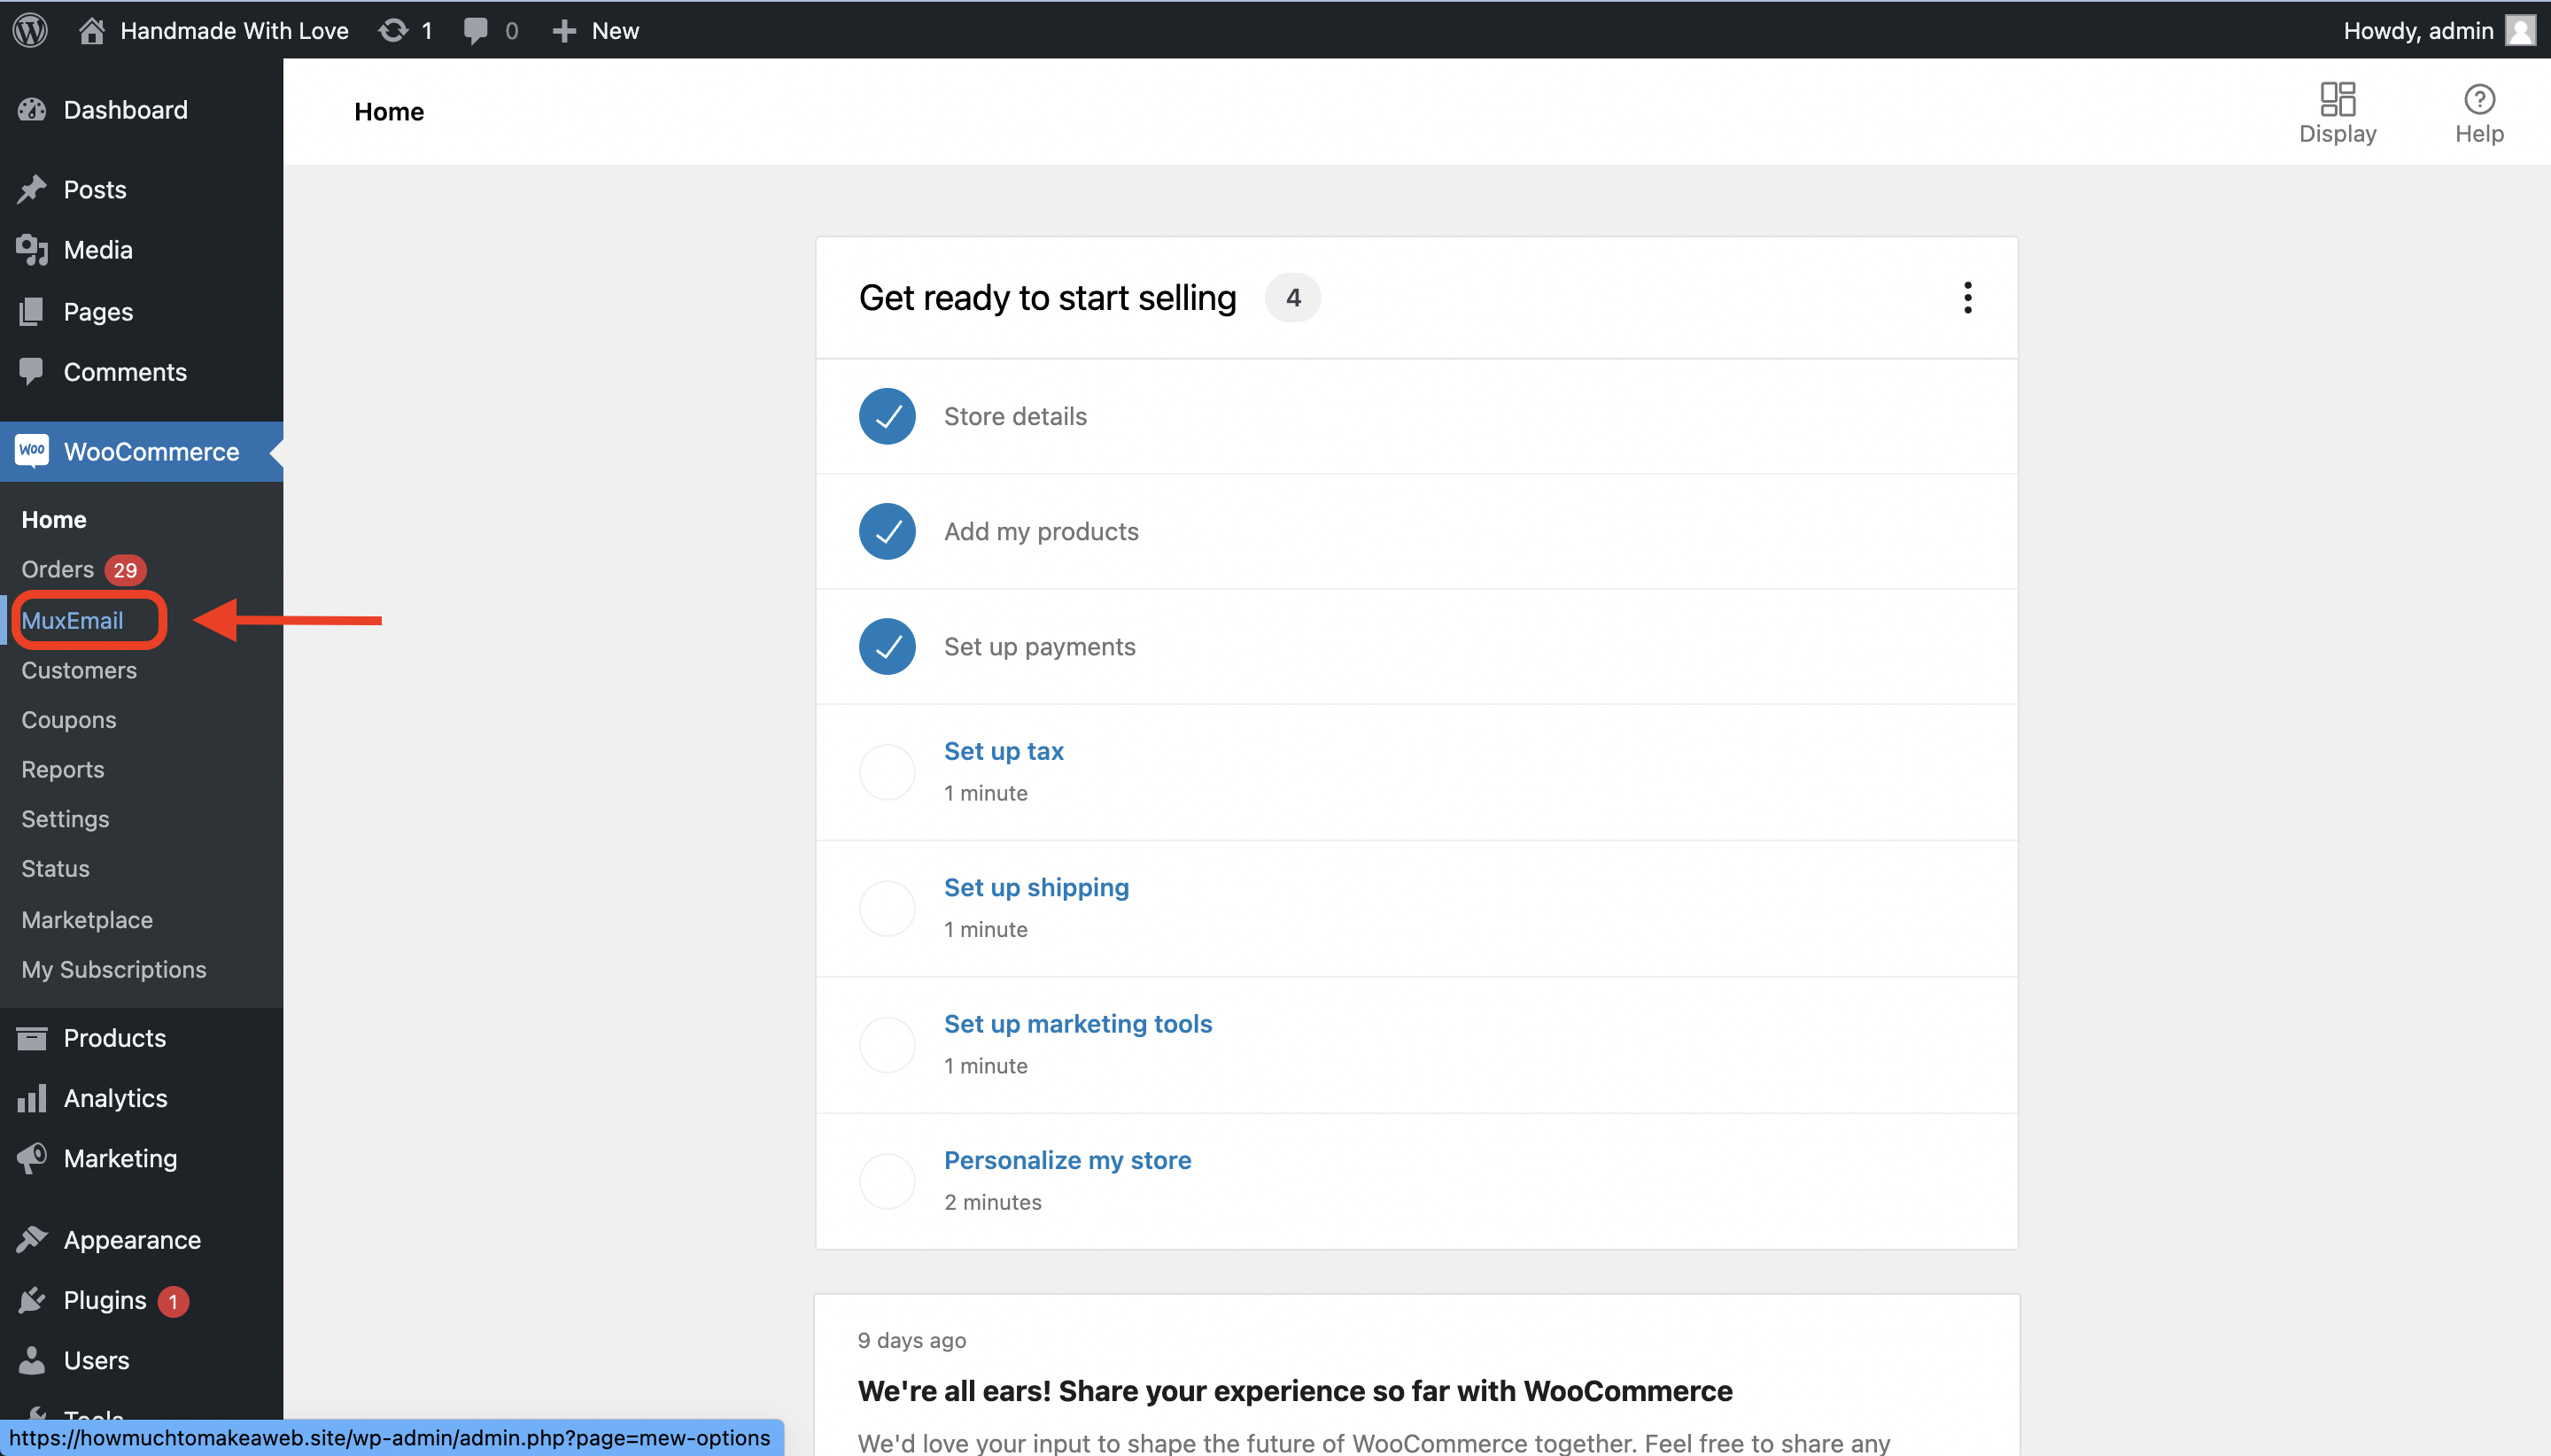 Handmade With Love 1 0 New Howdy, admin
Dashboard
Posts
Media
Pages
Comments
Woo WooCommerce
Home
Orders 29
MuxEmail
Customers
Coupons
Reports
Settings
Status
Marketplace
My Subscriptions
Products
Analytics
Marketing
Appearance
Plugins 1
Users
Tools
https://howmuchtomakeaweb.site/wp-admin/admin.php?page=mew-options
Home
Display
Help
Get ready to start selling 4
Store details
Add my products
Set up payments
Set up tax
1 minute
Set up shipping
1 minute
Set up marketing tools
1 minute
Personalize my store
2 minutes
9 days ago
We're all ears! Share your experience so far with WooCommerce
We'd love your input to shape the future of WooCommerce together. Feel free to share any